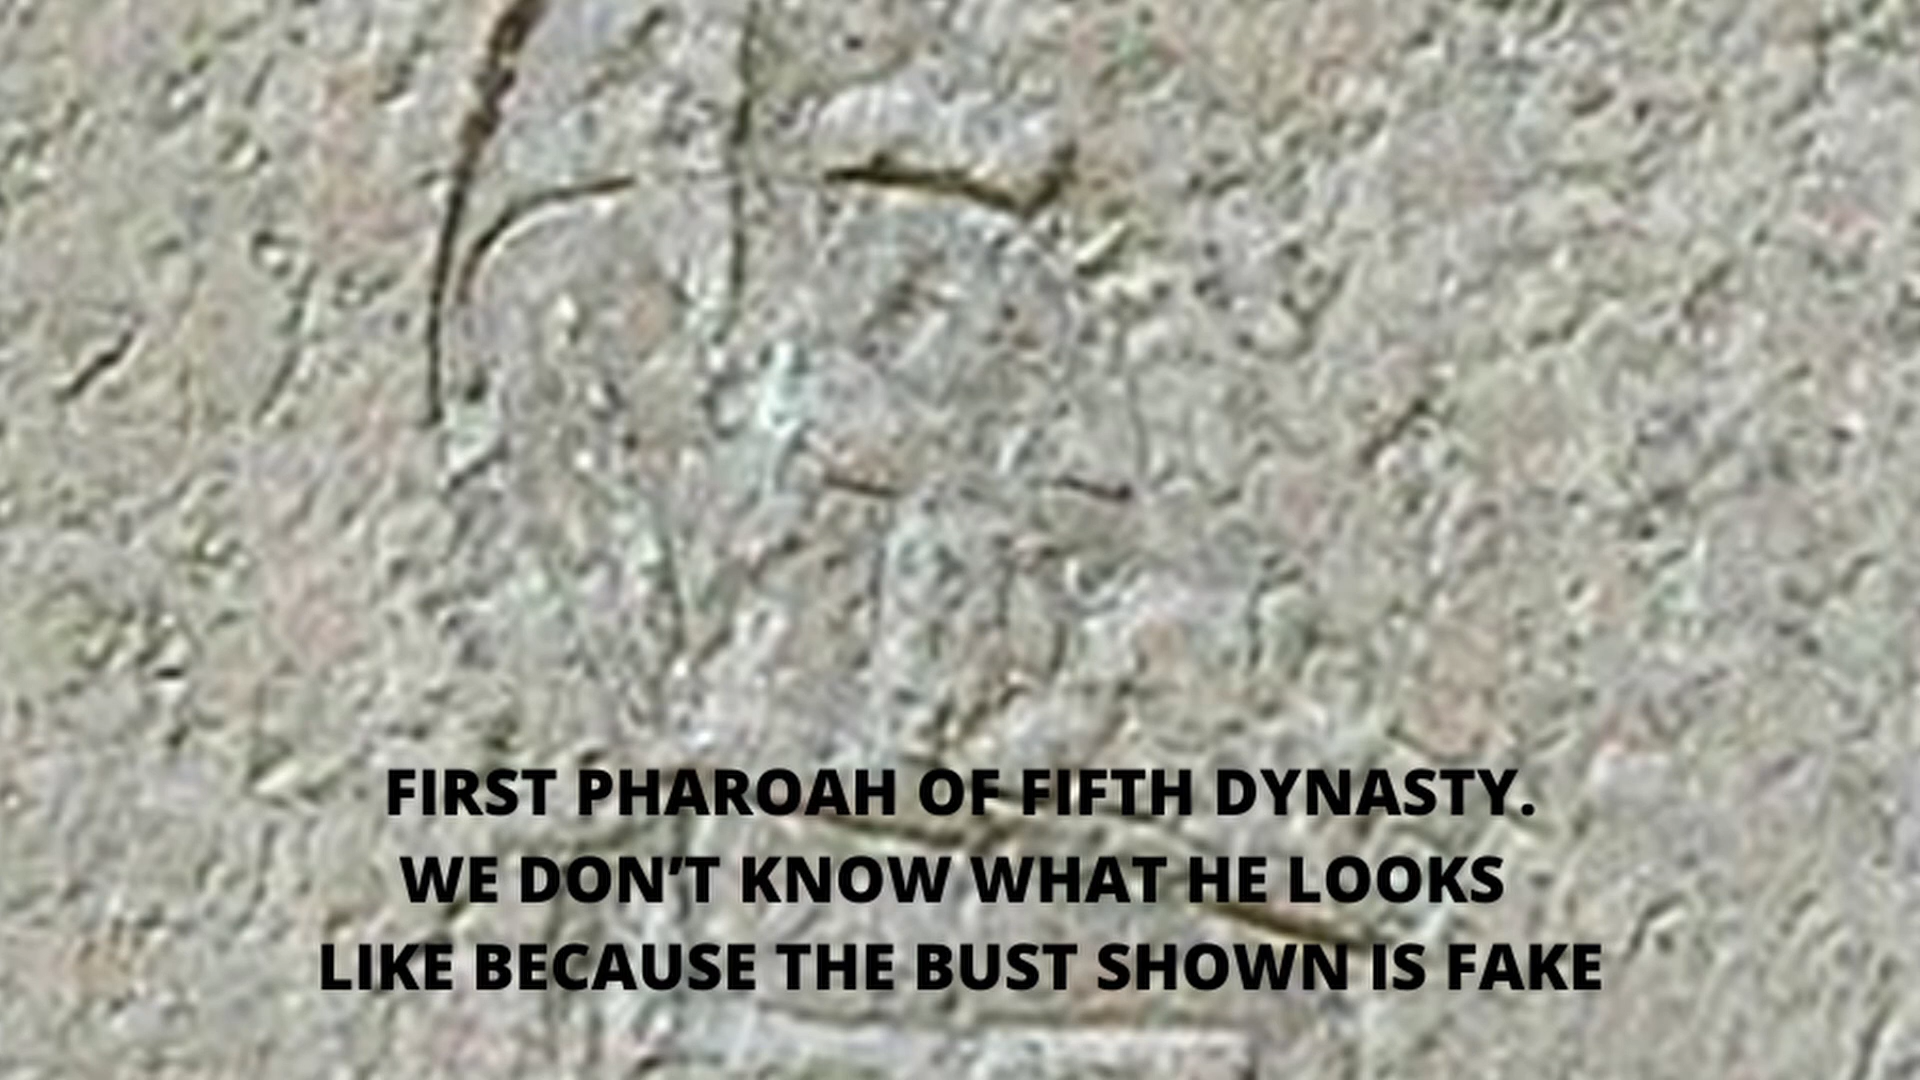 FIRST PHAROAH OF FIFTH DYNASTY.
WE DON'T KNOW WHAT HE LOOKS
LIKE BECAUSE THE BUST SHOWN IS FAKE